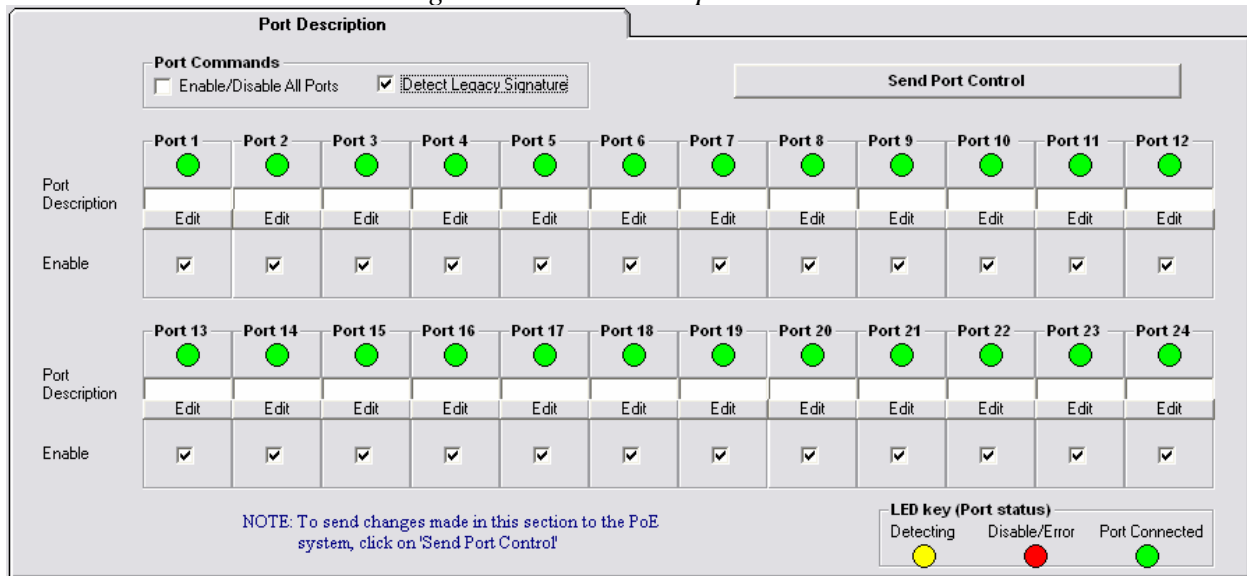 Port Description
Port Commands
Enable/Disable All Ports Detect Legacy Signature
Send Port Control
Port 1 Port 2 Port 3 Port 4 Port 5 Port 6 Port 7 Port 8 Port 9 Port 10 Port 11 Port 12
Port
Description
Edit Edit Edit Edit Edit Edit Edit Edit Edit Edit Edit Edit
Enable
Port 13 Port 14 Port 15 Port 16 Port 17 Port 18 Port 19 Port 20 Port 21 Port 22 Port 23 Port 24
Port
Description
Edit Edit Edit Edit Edit Edit Edit Edit Edit Edit Edit Edit
Enable
NOTE: To send changes made in this section to the PoE
system, click on 'Send Port Control'
LED key (Port status)
Detecting Disable/Error Port Connected